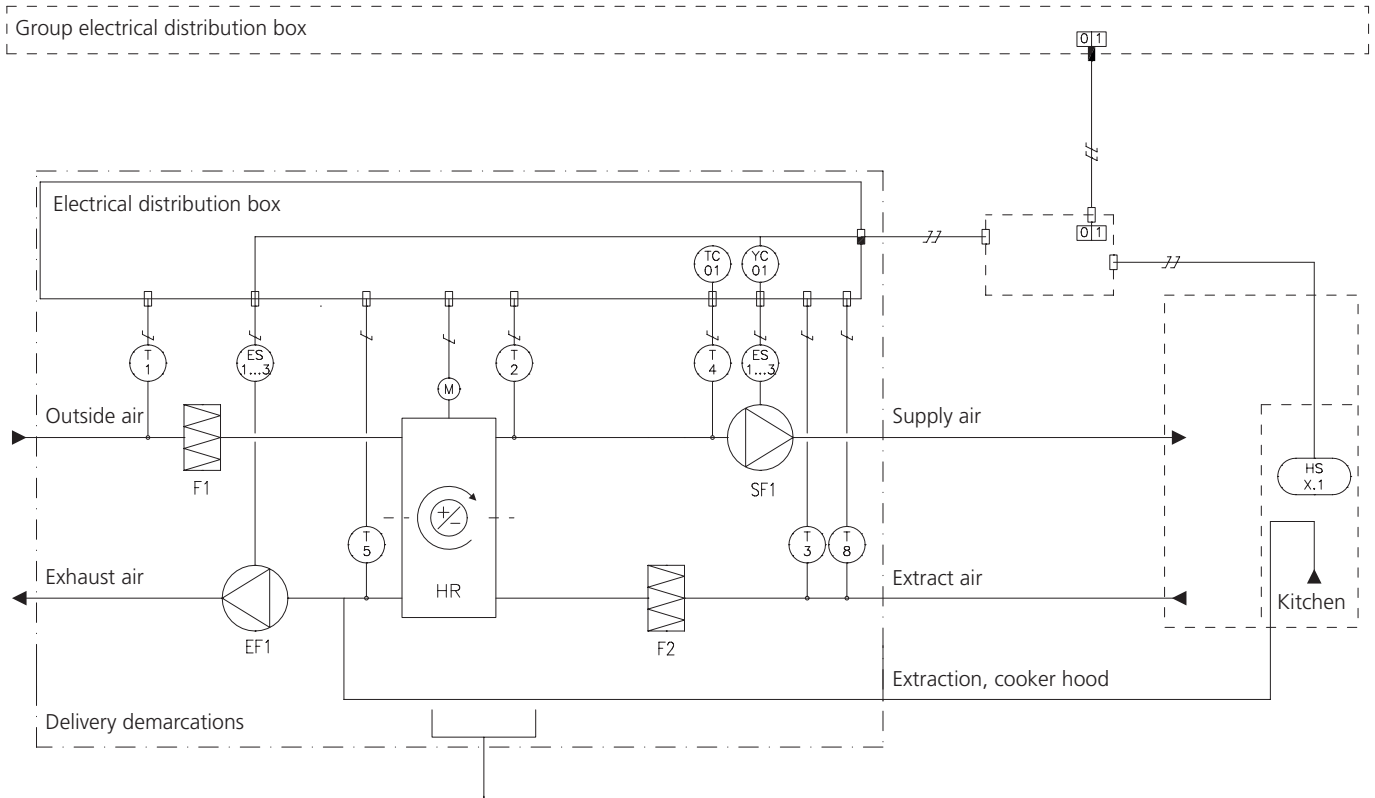 Group electrical distribution box
0 1
Electrical distribution box
0 1
TC
01
YC
01
T
1
ES
1...3
T
2
T
4
ES
1...3
M
Outside air
Supply air
F1
SF1
HS
X.1
+
-
T
5
T
3
T
8
Exhaust air
HR
Extract air
Kitchen
EF1
F2
Extraction, cooker hood
Delivery demarcations